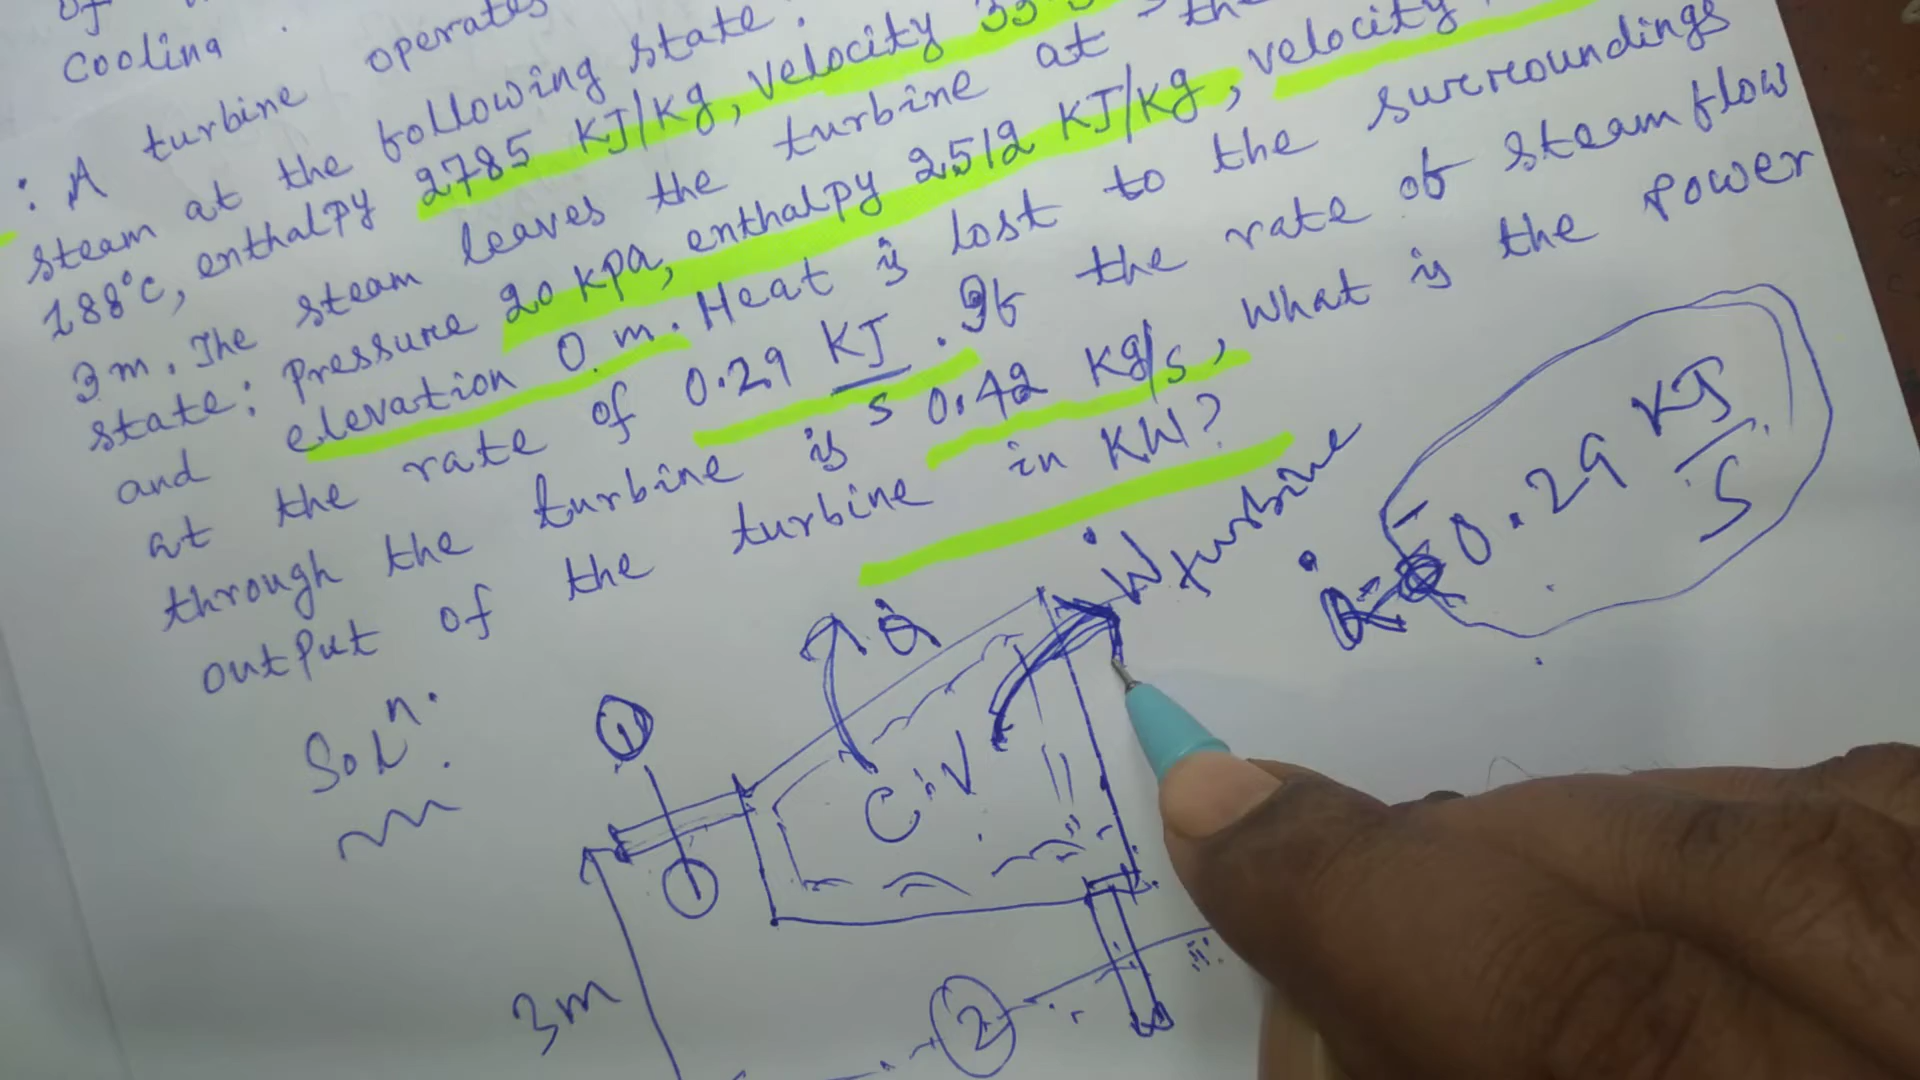 of
cooling.
: A turbine operates
steam at the following state:
188°C, enthalpy 2785 KJ/Kg, velocity 33
3m. The steam leaves the turbine at the
state: Pressure 20 kpa, enthalpy 2512 KJ/Kg, velocity
and elevation 0 m. Heat is lost to the surroundings
at the rate of 0.29 KJ/s. If the rate of steam flow
through the turbine is 0.42 Kg/s, what is the power
output of the turbine in KW?
Solⁿ.
Q̇
Ẇ turbine
0.29 KJ/S
1
C.V
1
3m
2